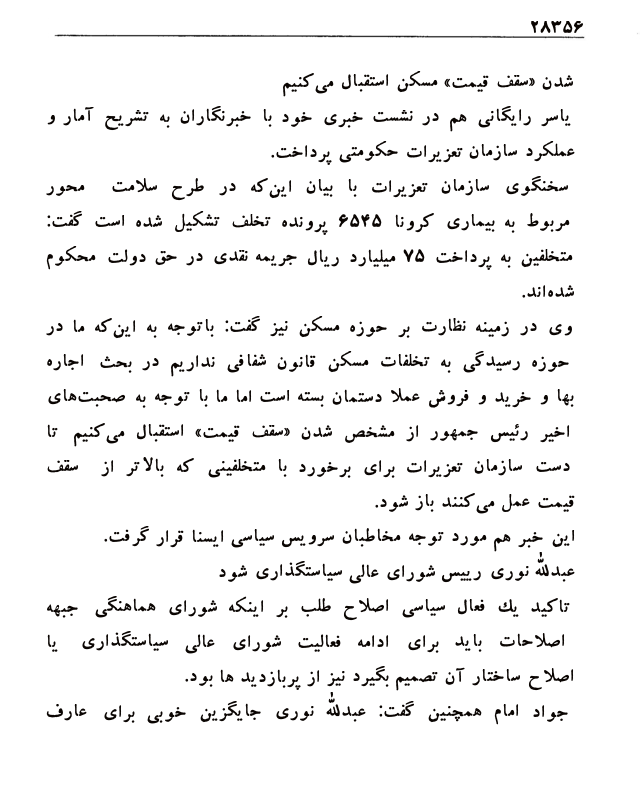 ۲۸۳۵۶
شدن «سقف قیمت» مسکن استقبال می‌کنیم
یاسر رایگانی هم در نشست خبری خود با خبرنگاران به تشریح آمار و
عملکرد سازمان تعزیرات حکومتی پرداخت.
سخنگوی سازمان تعزیرات با بیان این‌که در طرح سلامت محور
مربوط به بیماری کرونا ۶۵۴۵ پرونده تخلف تشکیل شده است گفت:
متخلفین به پرداخت ۷۵ میلیارد ریال جریمه نقدی در حق دولت محکوم
شده‌اند.
وی در زمینه نظارت بر حوزه مسکن نیز گفت: باتوجه به این‌که ما در
حوزه رسیدگی به تخلفات مسکن قانون شفافی نداریم در بحث اجاره
بها و خرید و فروش عملا دستمان بسته است اما ما با توجه به صحبت‌های
اخیر رئیس جمهور از مشخص شدن «سقف قیمت» استقبال می‌کنیم تا
دست سازمان تعزیرات برای برخورد با متخلفینی که بالاتر از سقف
قیمت عمل می‌کنند باز شود.
این خبر هم مورد توجه مخاطبان سرویس سیاسی ایسنا قرار گرفت.
عبدالله نوری رییس شورای عالی سیاستگذاری شود
تاکید یك فعال سیاسی اصلاح طلب بر اینکه شورای هماهنگی جبهه
اصلاحات باید برای ادامه فعالیت شورای عالی سیاستگذاری یا
اصلاح ساختار آن تصمیم بگیرد نیز از پربازدید ها بود.
جواد امام همچنین گفت: عبدالله نوری جایگزین خوبی برای عارف